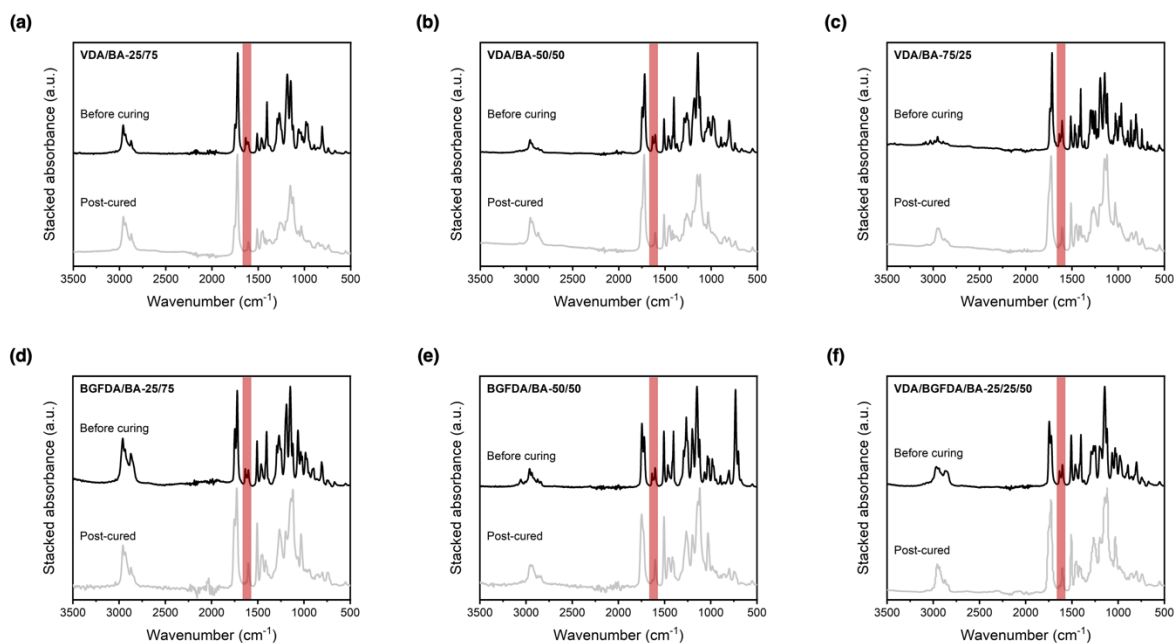 (a)
VDA/BA-25/75
Before curing
Post-cured
Stacked absorbance (a.u.)
3500 3000 2500 2000 1500 1000 500
Wavenumber (cm⁻¹)
(b)
VDA/BA-50/50
Before curing
Post-cured
Stacked absorbance (a.u.)
3500 3000 2500 2000 1500 1000 500
Wavenumber (cm⁻¹)
(c)
VDA/BA-75/25
Before curing
Post-cured
Stacked absorbance (a.u.)
3500 3000 2500 2000 1500 1000 500
Wavenumber (cm⁻¹)
(d)
BGFDA/BA-25/75
Before curing
Post-cured
Stacked absorbance (a.u.)
3500 3000 2500 2000 1500 1000 500
Wavenumber (cm⁻¹)
(e)
BGFDA/BA-50/50
Before curing
Post-cured
Stacked absorbance (a.u.)
3500 3000 2500 2000 1500 1000 500
Wavenumber (cm⁻¹)
(f)
VDA/BGFDA/BA-25/25/50
Before curing
Post-cured
Stacked absorbance (a.u.)
3500 3000 2500 2000 1500 1000 500
Wavenumber (cm⁻¹)